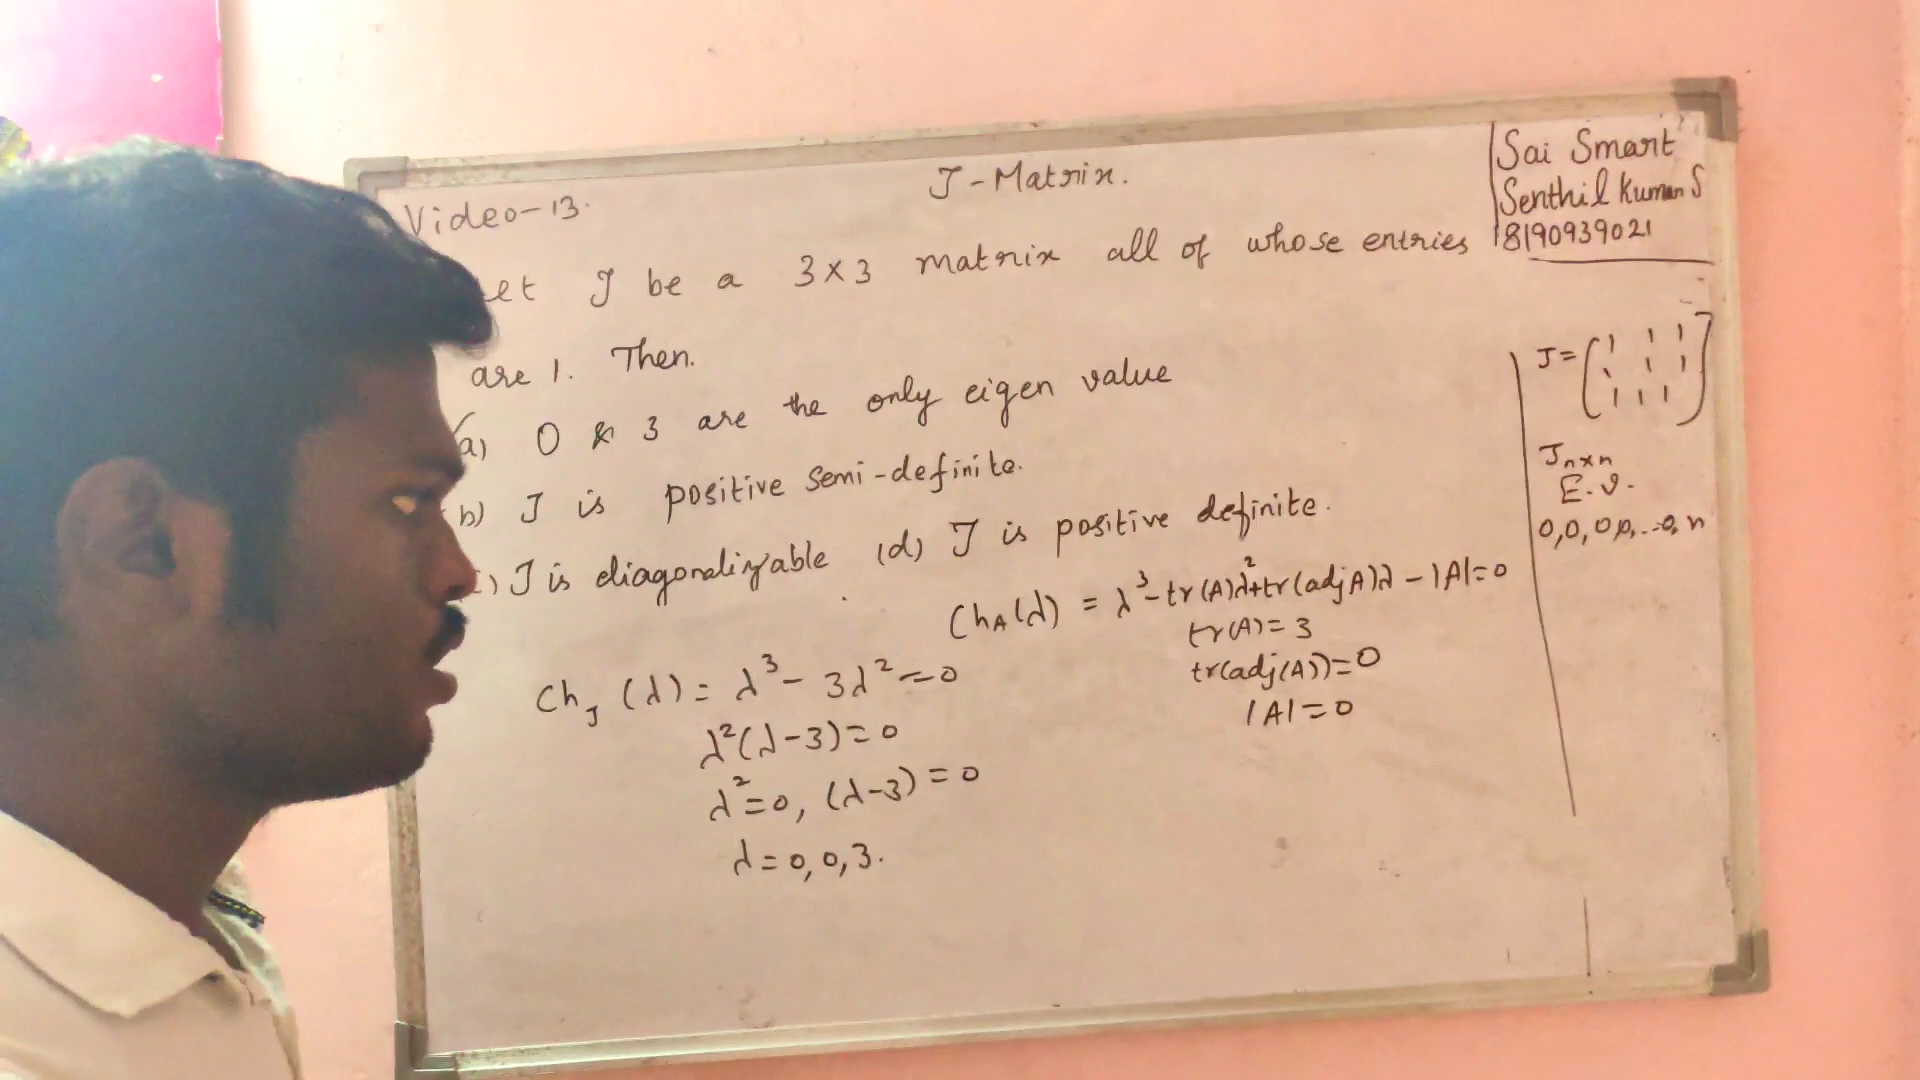 J-Matrix.
Sai Smart
Senthil Kumar S
8190939021
Video-13.
et J be a 3×3 matrix all of whose entries
are 1. Then.
a) 0 & 3 are the only eigen value
b) J is positive semi-definite.
c) J is diagonalizable (d) J is positive definite.
Ch_A(λ) = λ³-tr(A)λ²+tr(adjA)λ-|A|=0
tr(A)=3
tr(adj(A))=0
|A|=0
Ch_J(λ)= λ³-3λ²=0
λ²(λ-3)=0
λ²=0, (λ-3)=0
λ=0,0,3.
J= 1 1 1
1 1 1
1 1 1
J n×n
E.V.
0,0,0,0,...0,n